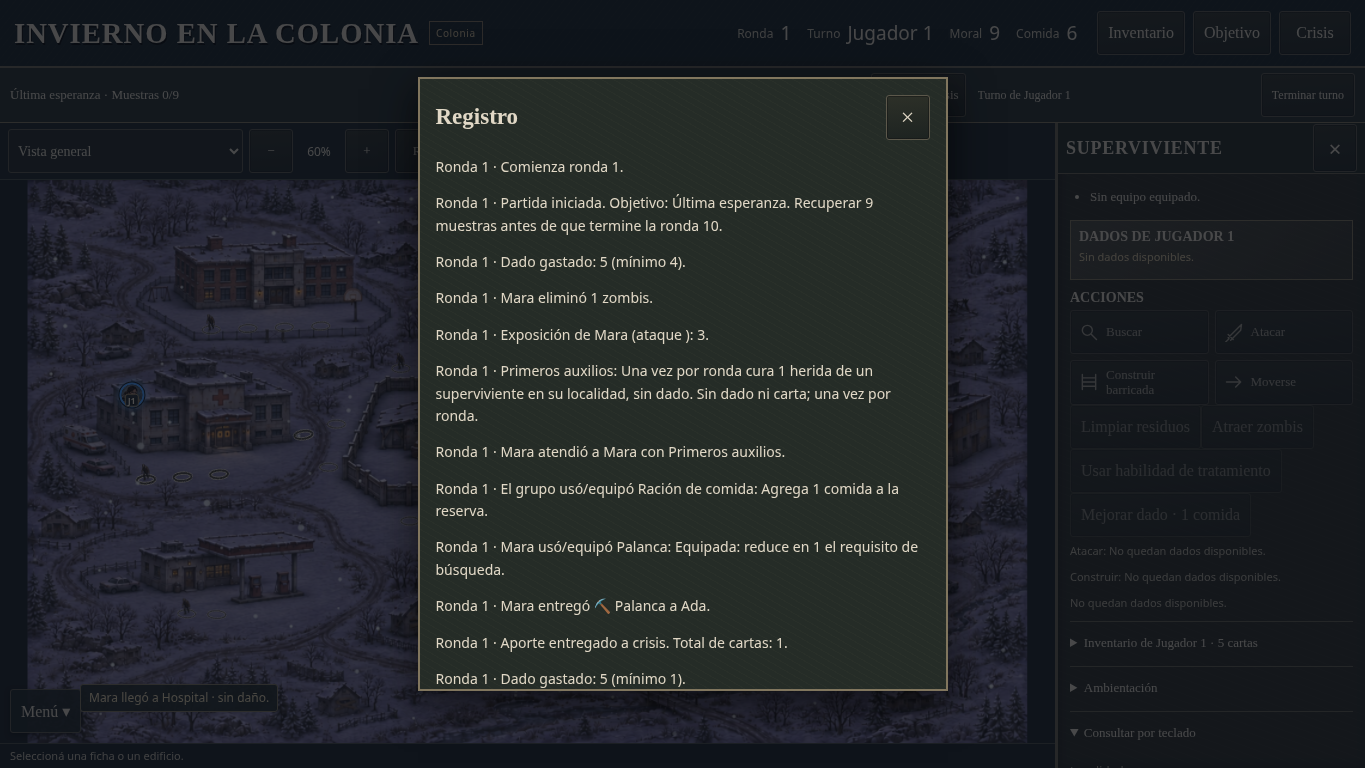 INVIERNO EN LA COLONIA
Colonia
Ronda 1
Turno Jugador 1
Moral 9
Comida 6
Inventario
Objetivo
Crisis
Última esperanza · Muestras 0/9
Turno de Jugador 1
Terminar turno
Vista general
−
60%
+
SUPERVIVIENTE
×
Registro
×
Ronda 1 · Comienza ronda 1.
Ronda 1 · Partida iniciada. Objetivo: Última esperanza. Recuperar 9
muestras antes de que termine la ronda 10.
Ronda 1 · Dado gastado: 5 (mínimo 4).
Ronda 1 · Mara eliminó 1 zombis.
Ronda 1 · Exposición de Mara (ataque ): 3.
Ronda 1 · Primeros auxilios: Una vez por ronda cura 1 herida de un
superviviente en su localidad, sin dado. Sin dado ni carta; una vez por
ronda.
Ronda 1 · Mara atendió a Mara con Primeros auxilios.
Ronda 1 · El grupo usó/equipó Ración de comida: Agrega 1 comida a la
reserva.
Ronda 1 · Mara usó/equipó Palanca: Equipada: reduce en 1 el requisito de
búsqueda.
Ronda 1 · Mara entregó ⛏️ Palanca a Ada.
Ronda 1 · Aporte entregado a crisis. Total de cartas: 1.
Ronda 1 · Dado gastado: 5 (mínimo 1).
J1
Sin equipo equipado.
DADOS DE JUGADOR 1
Sin dados disponibles.
ACCIONES
Buscar
Atacar
Construir
barricada
Moverse
Limpiar residuos
Atraer zombis
Usar habilidad de tratamiento
Mejorar dado · 1 comida
Atacar: No quedan dados disponibles.
Construir: No quedan dados disponibles.
No quedan dados disponibles.
Inventario de Jugador 1 · 5 cartas
Ambientación
Consultar por teclado
Menú ▾
Mara llegó a Hospital · sin daño.
Seleccioná una ficha o un edificio.